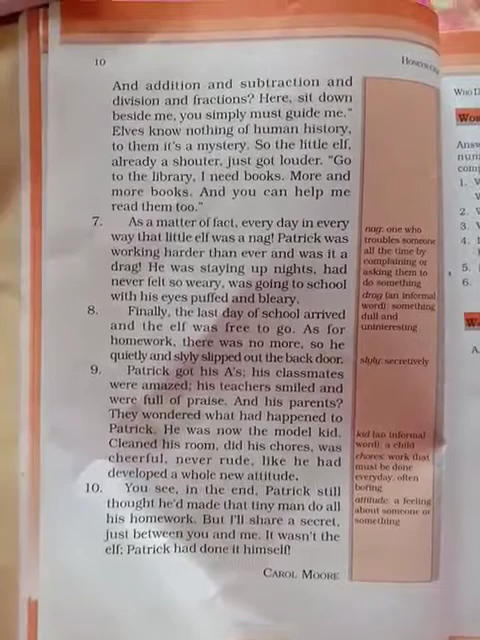 10
And addition and subtraction and
division and fractions? Here, sit down
beside me, you simply must guide me."
Elves know nothing of human history,
to them it's a mystery. So the little elf,
already a shouter, just got louder. "Go
to the library, I need books. More and
more books. And you can help me
read them too."
7. As a matter of fact, every day in every
way that little elf was a nag! Patrick was
working harder than ever and was it a
drag! He was staying up nights, had
never felt so weary, was going to school
with his eyes puffed and bleary.
8. Finally, the last day of school arrived
and the elf was free to go. As for
homework, there was no more, so he
quietly and slyly slipped out the back door.
9. Patrick got his A's; his classmates
were amazed; his teachers smiled and
were full of praise. And his parents?
They wondered what had happened to
Patrick. He was now the model kid.
Cleaned his room, did his chores, was
cheerful, never rude, like he had
developed a whole new attitude.
10. You see, in the end, Patrick still
thought he'd made that tiny man do all
his homework. But I'll share a secret,
just between you and me. It wasn't the
elf; Patrick had done it himself!
CAROL MOORE
nag: one who
troubles someone
all the time by
complaining or
asking them to
do something
drag (an informal
word): something
dull and
uninteresting
slyly: secretively
kid (an informal
word): a child
chores: work that
must be done
everyday, often
boring
attitude: a feeling
about someone or
something
WHO
1.
2.
3.
4.
5.
6.
A.